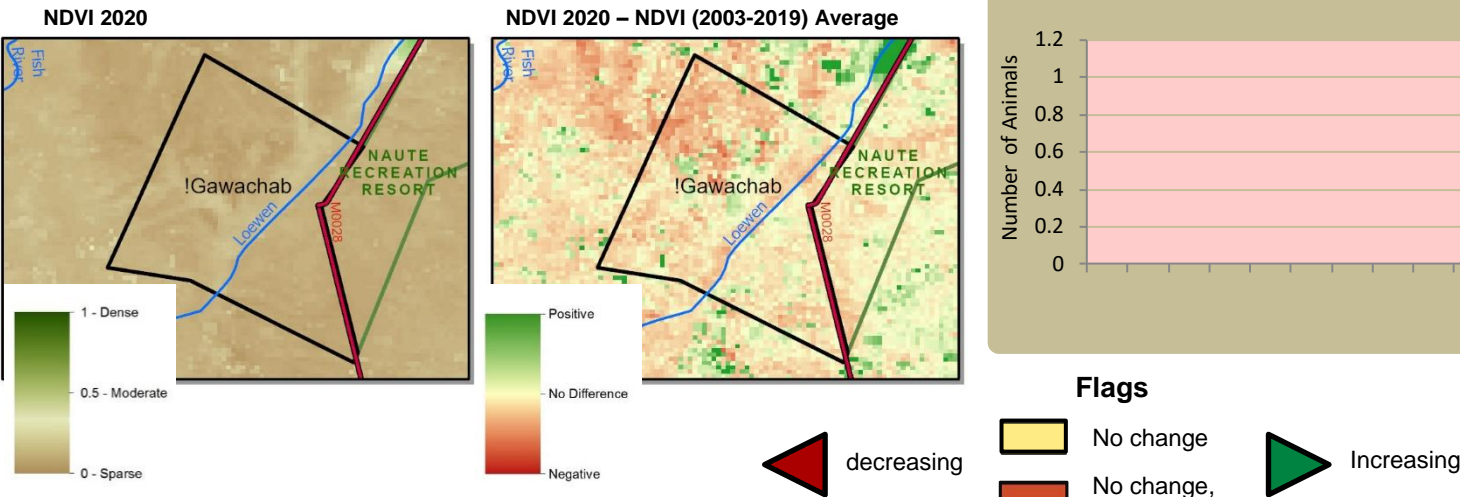 NDVI 2020
Fish
River
!Gawachab
Loewen
NAUTE
RECREATION
RESORT
M0028
1 - Dense
0.5 - Moderate
0 - Sparse
NDVI 2020 – NDVI (2003-2019) Average
Fish
River
!Gawachab
Loewen
NAUTE
RECREATION
RESORT
M0028
Positive
No Difference
Negative
Number of Animals
1.2
1
0.8
0.6
0.4
0.2
0
Flags
decreasing
No change
Increasing
No change,